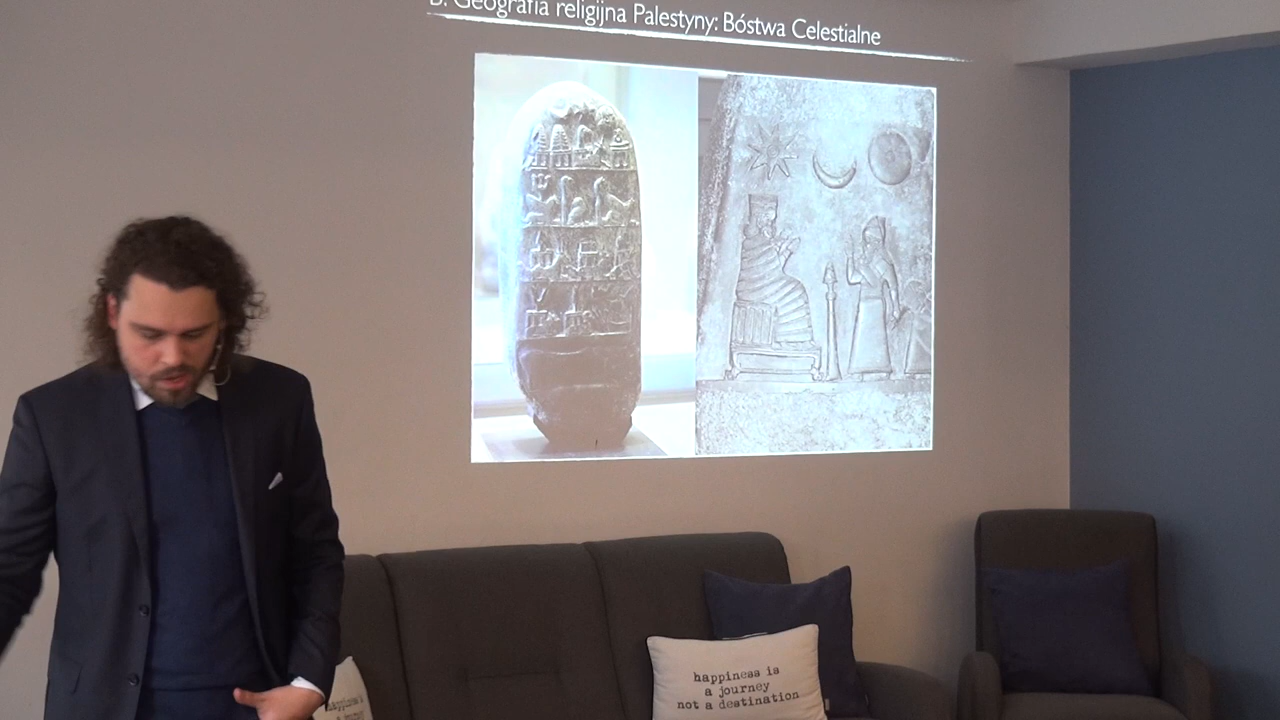 Geografia religijna Palestyny: Bóstwa Celestialne
happiness is
a journey
not a destination